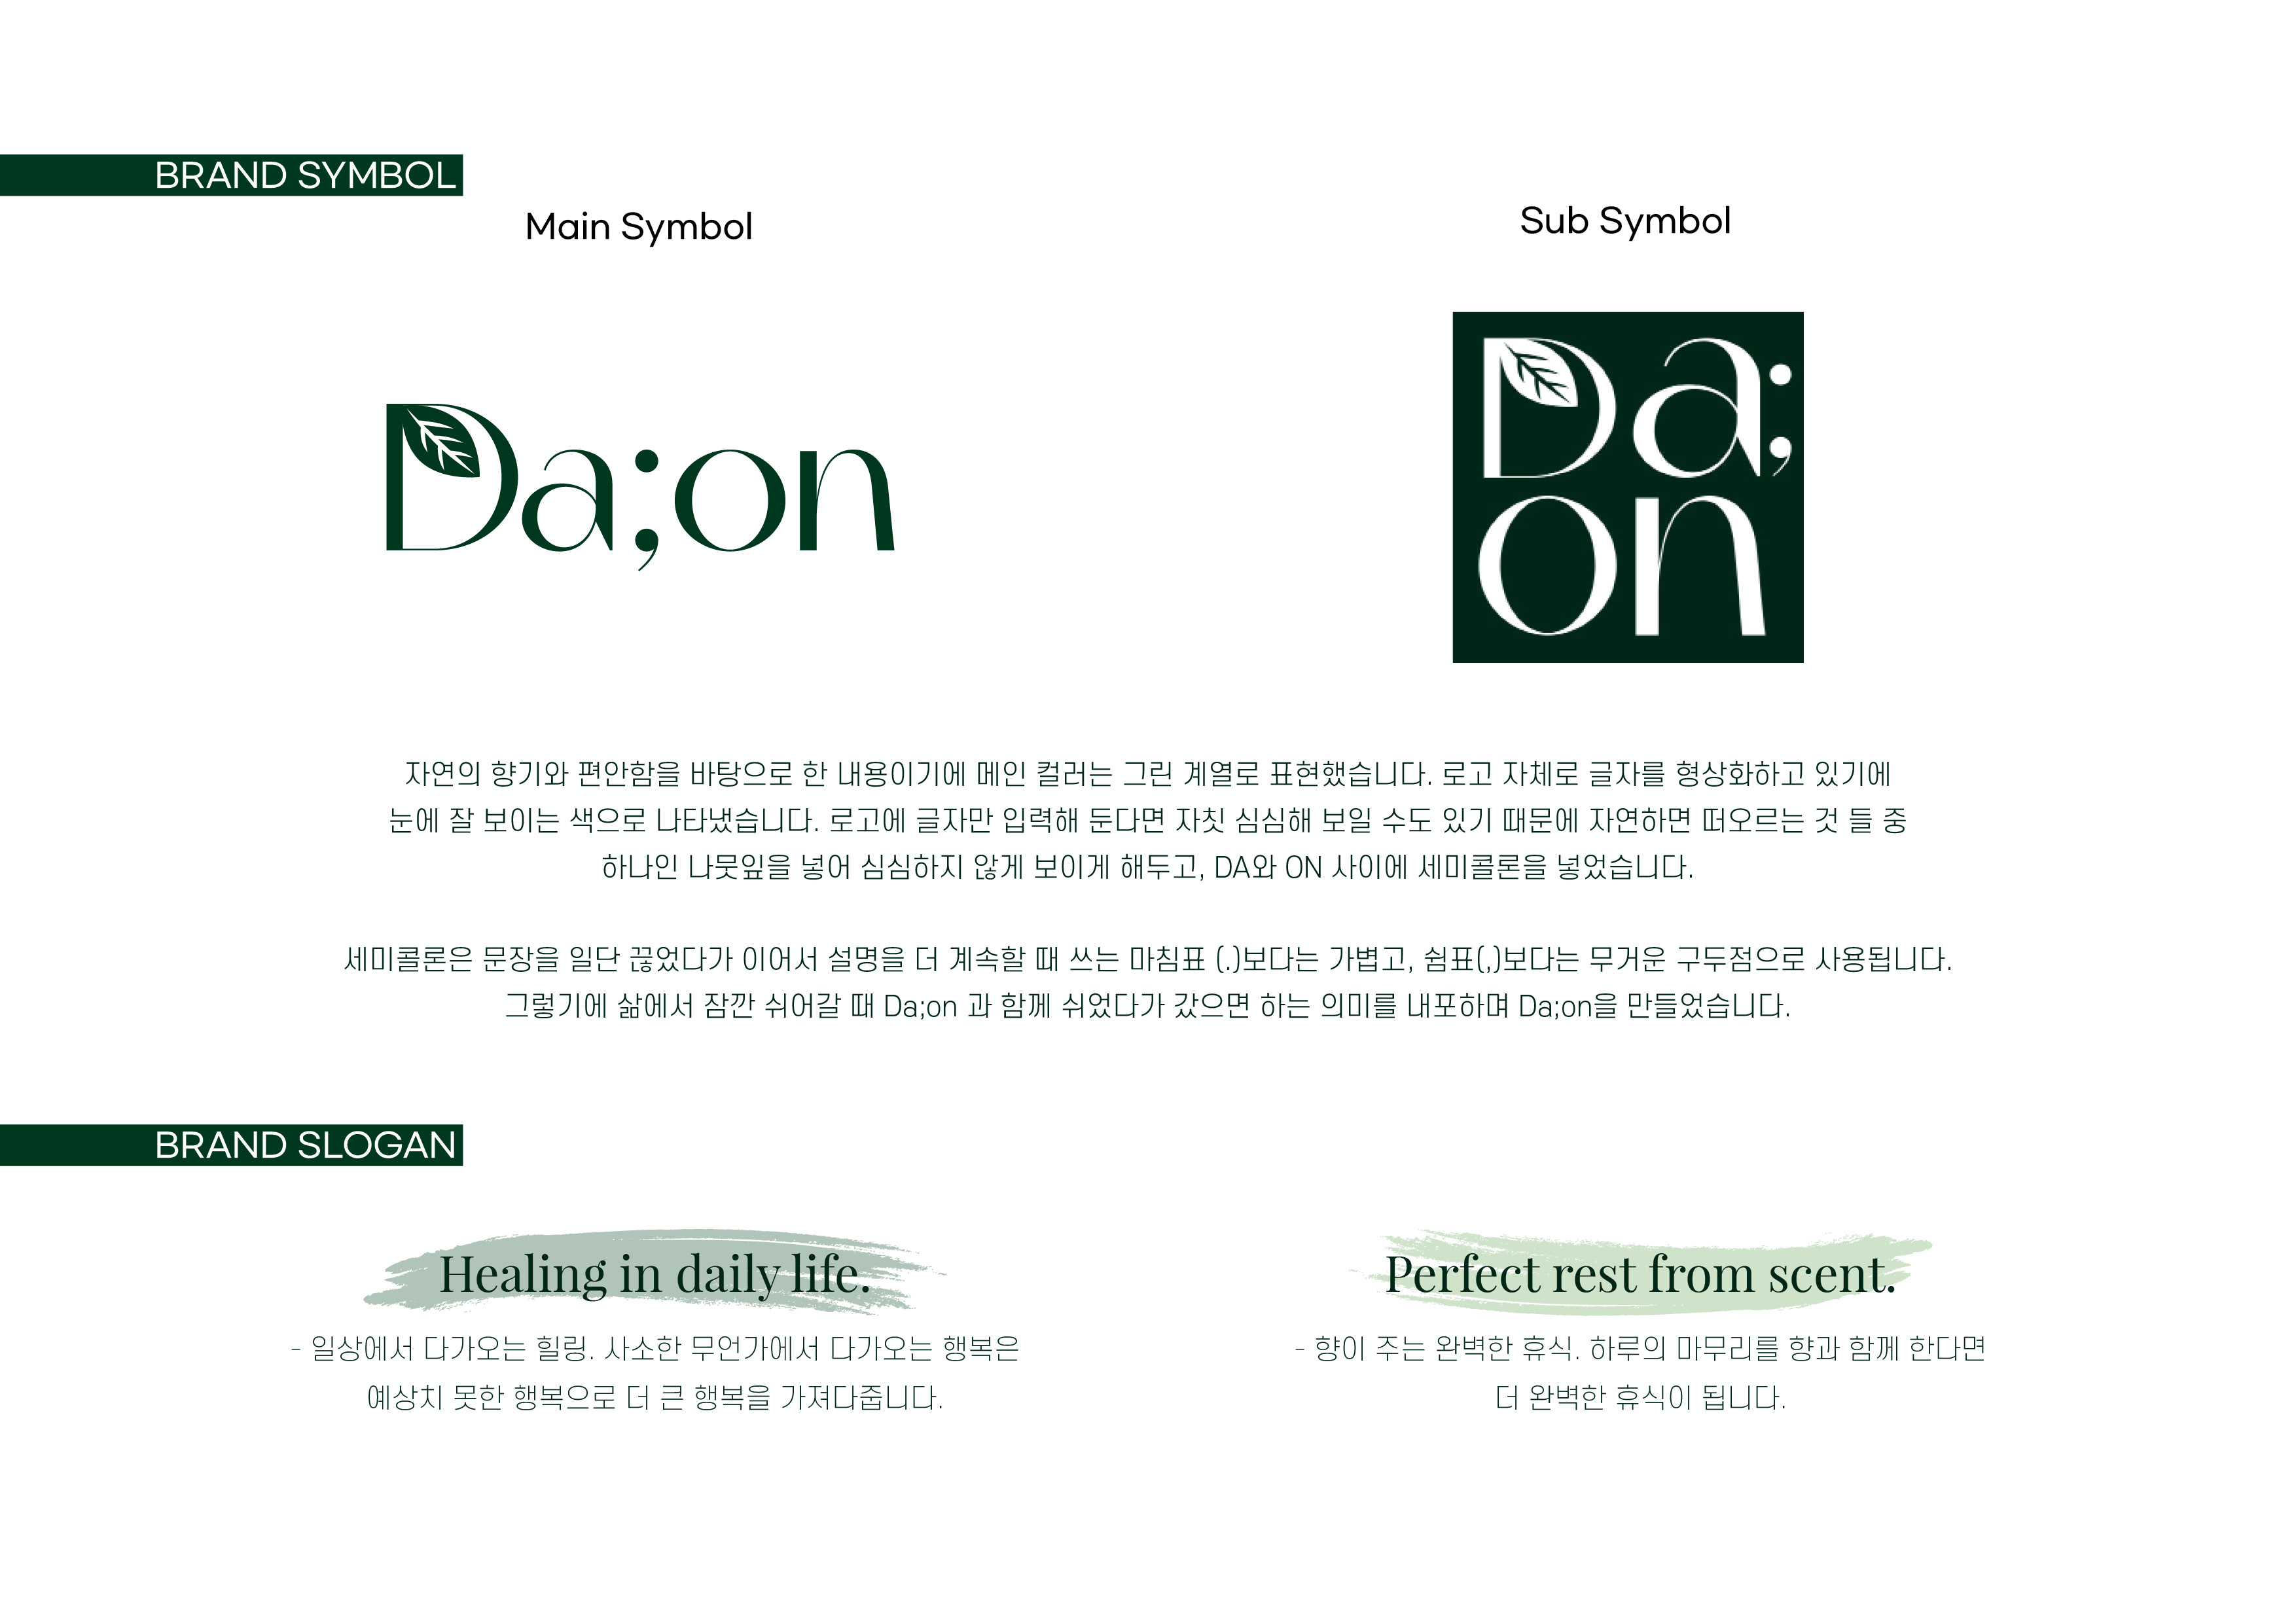 BRAND SYMBOL
Main Symbol
Sub Symbol
Da;on
Da;
on
자연의 향기와 편안함을 바탕으로 한 내용이기에 메인 컬러는 그린 계열로 표현했습니다. 로고 자체로 글자를 형상화하고 있기에
눈에 잘 보이는 색으로 나타냈습니다. 로고에 글자만 입력해 둔다면 자칫 심심해 보일 수도 있기 때문에 자연하면 떠오르는 것 들 중
하나인 나뭇잎을 넣어 심심하지 않게 보이게 해두고, DA와 ON 사이에 세미콜론을 넣었습니다.
세미콜론은 문장을 일단 끊었다가 이어서 설명을 더 계속할 때 쓰는 마침표 (.)보다는 가볍고, 쉼표(,)보다는 무거운 구두점으로 사용됩니다.
그렇기에 삶에서 잠깐 쉬어갈 때 Da;on 과 함께 쉬었다가 갔으면 하는 의미를 내포하며 Da;on을 만들었습니다.
BRAND SLOGAN
Healing in daily life.
- 일상에서 다가오는 힐링. 사소한 무언가에서 다가오는 행복은
예상치 못한 행복으로 더 큰 행복을 가져다줍니다.
Perfect rest from scent.
- 향이 주는 완벽한 휴식. 하루의 마무리를 향과 함께 한다면
더 완벽한 휴식이 됩니다.